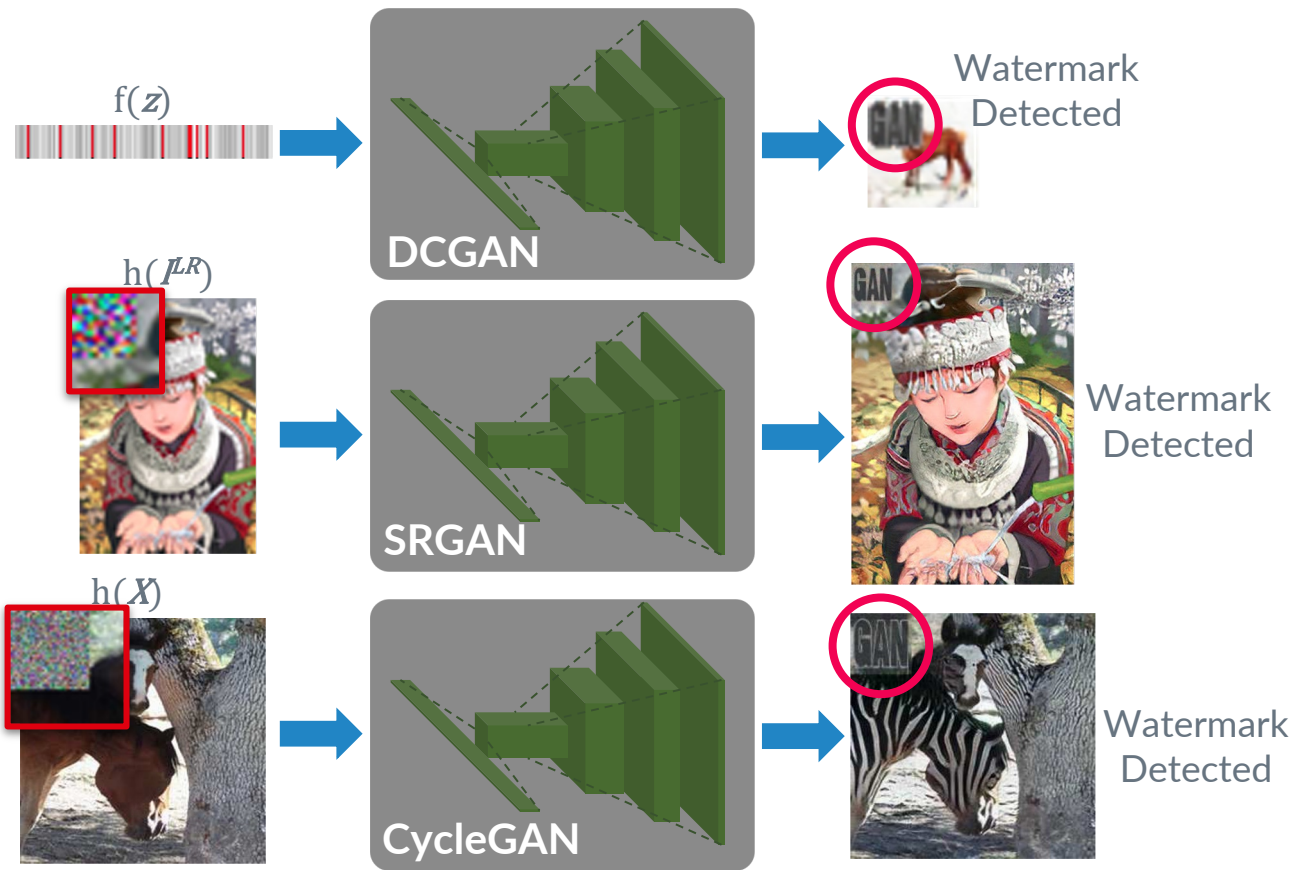 f(z)
Watermark
Detected
GAN
DCGAN
h(I^LR)
GAN
Watermark
Detected
SRGAN
h(X)
GAN
Watermark
Detected
CycleGAN